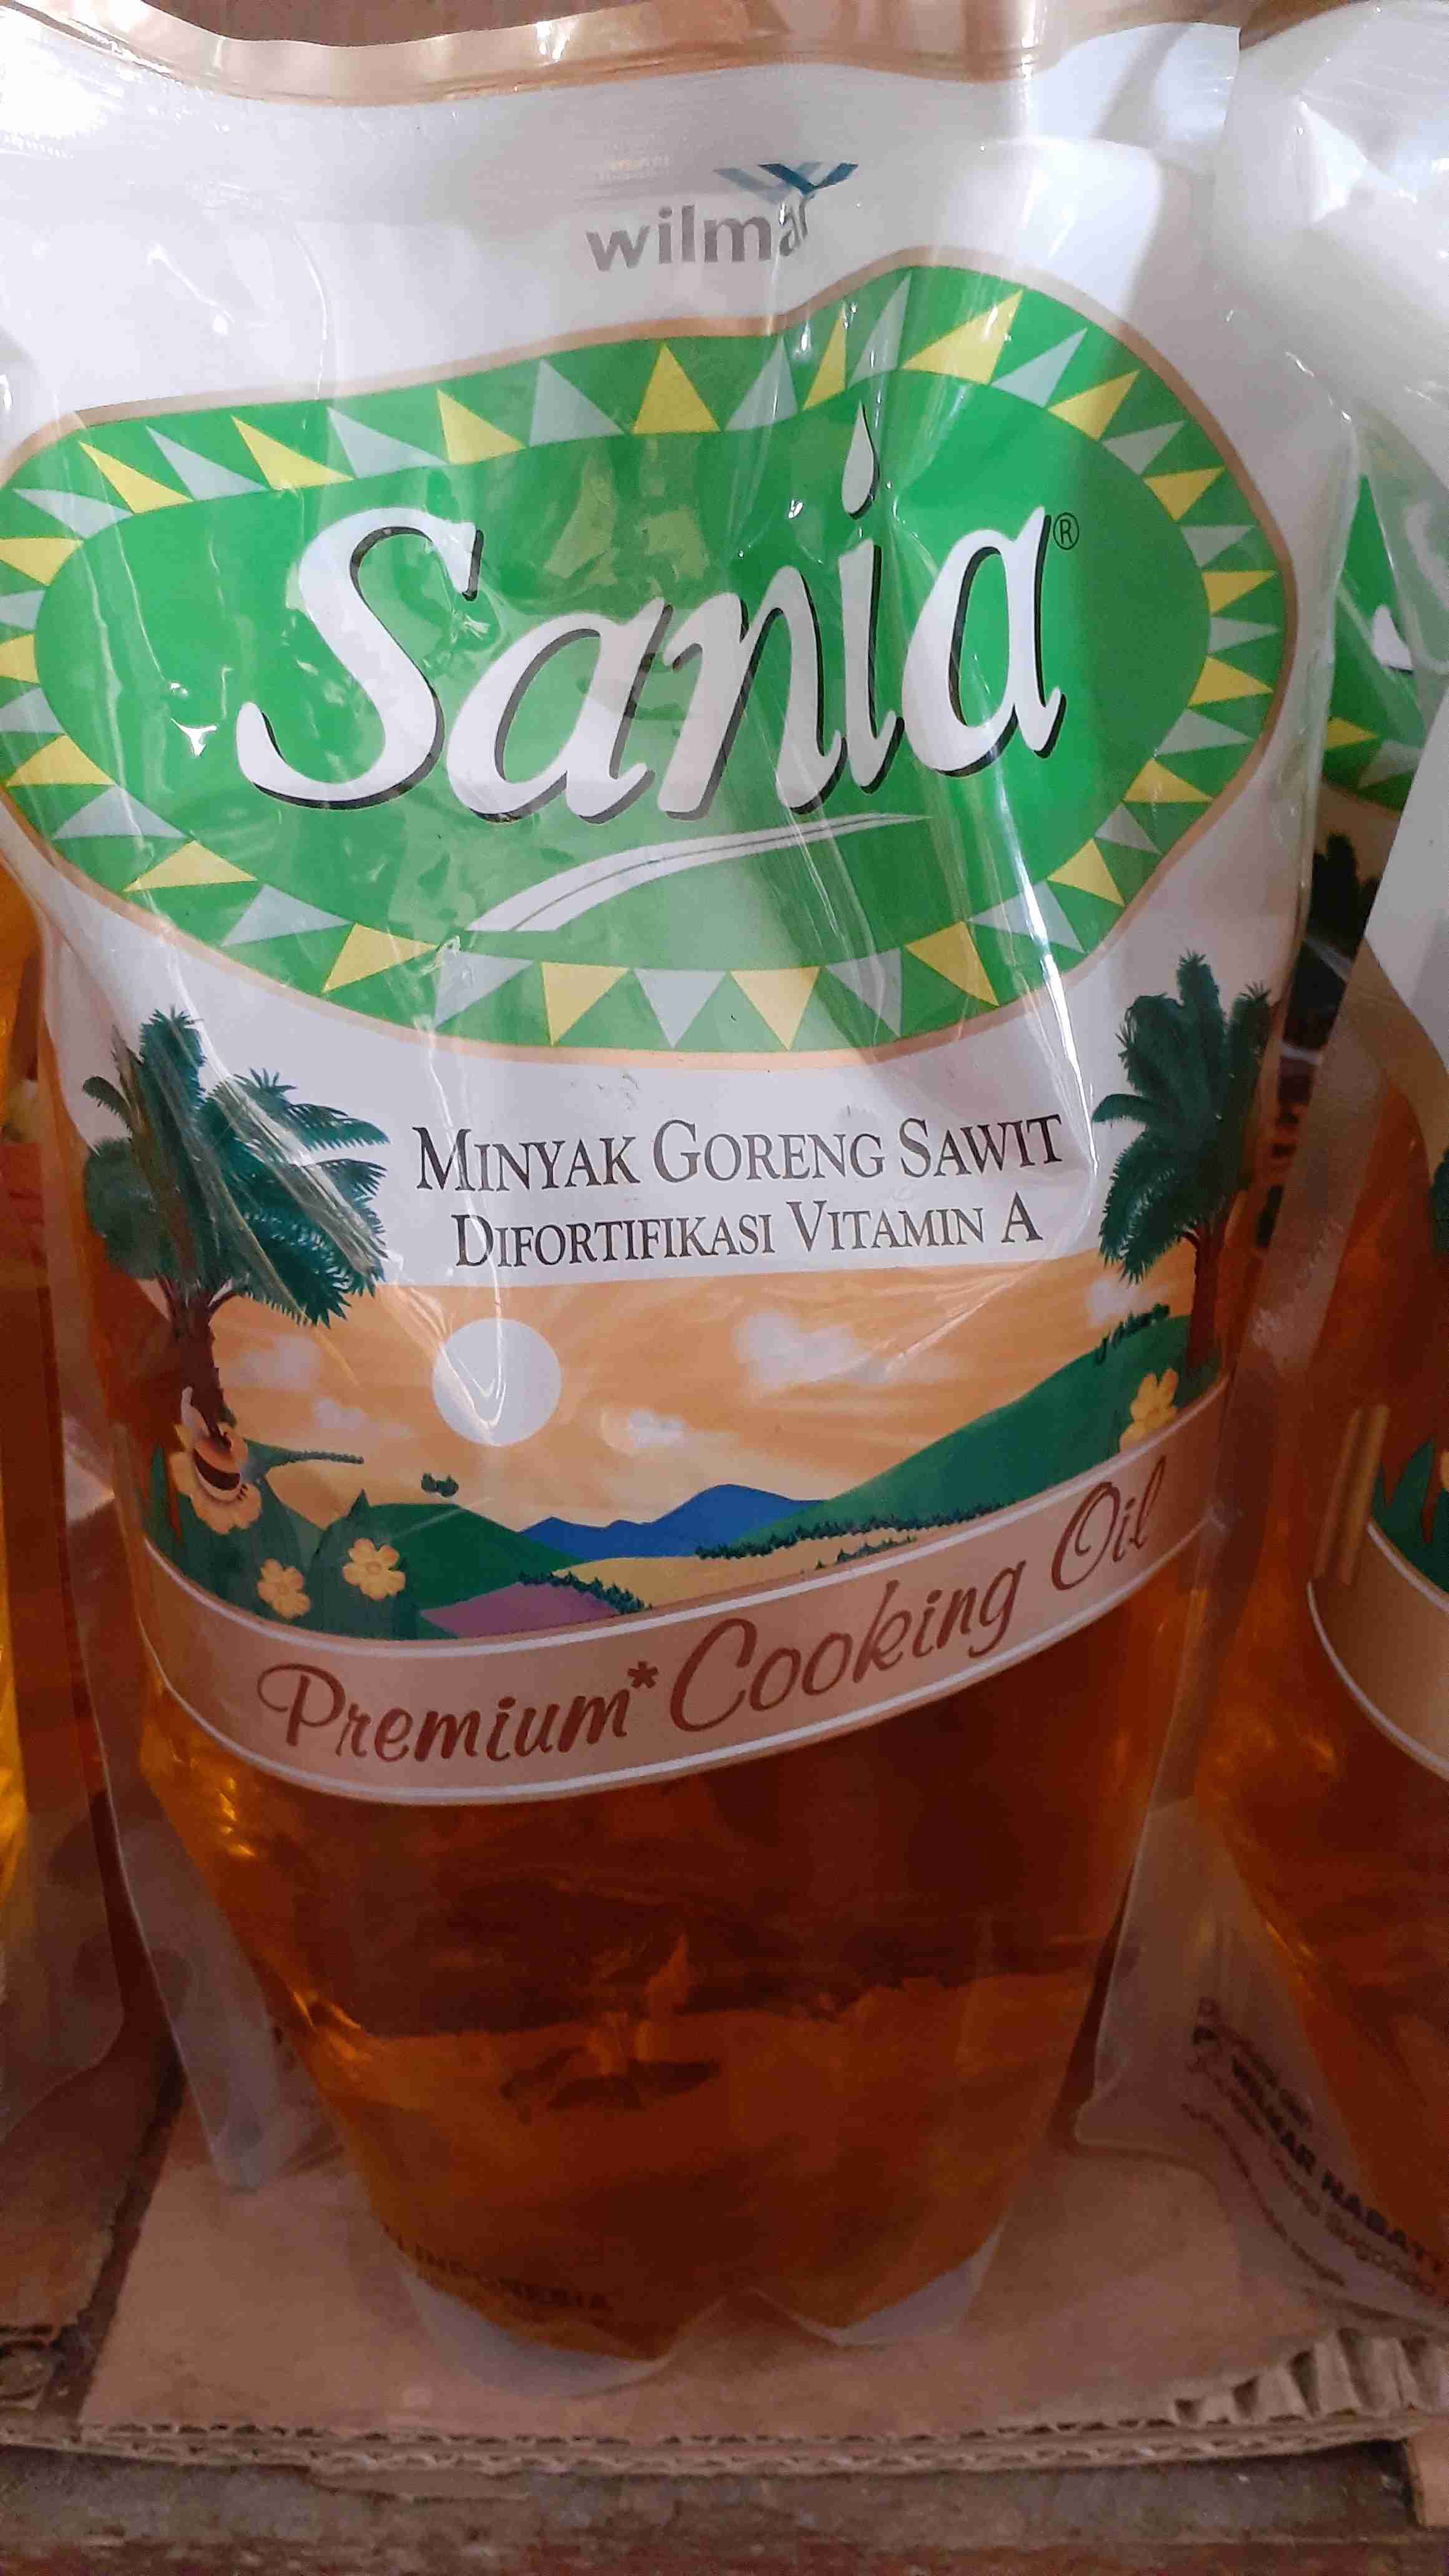 wilmar
Sania®
MINYAK GORENG SAWIT
DIFORTIFIKASI VITAMIN A
Premium* Cooking Oil